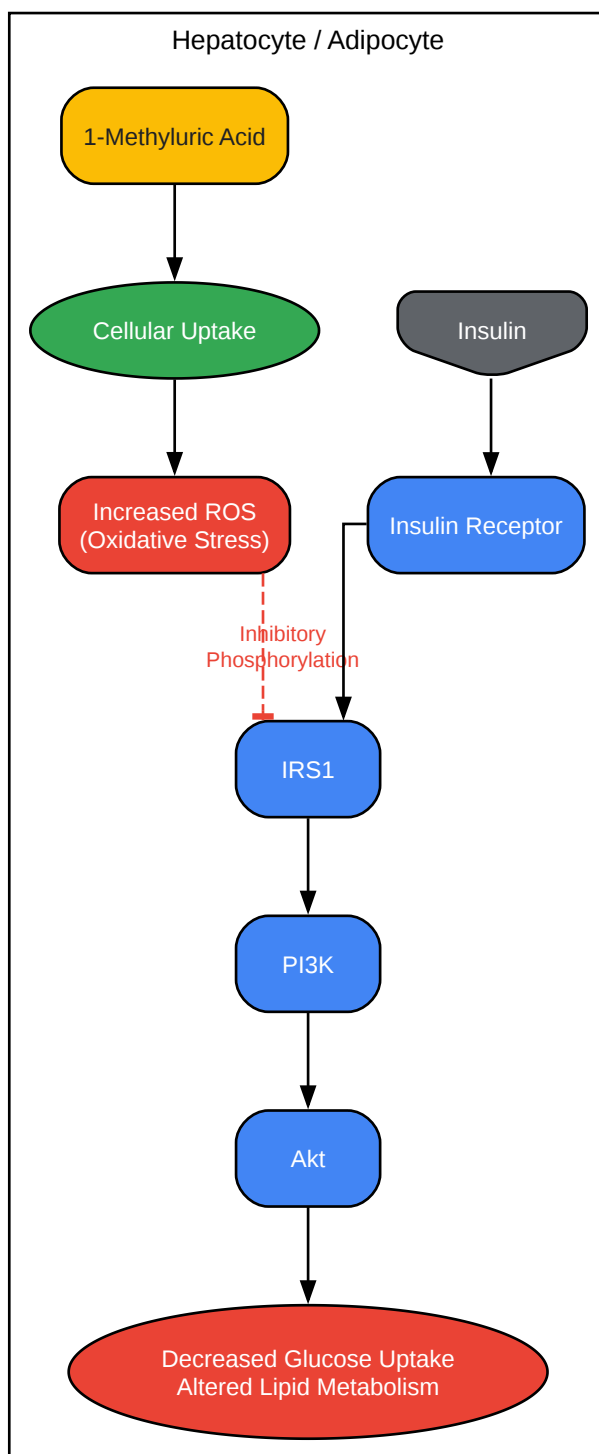 Hepatocyte / Adipocyte
1-Methyluric Acid
Cellular Uptake
Insulin
Increased ROS
(Oxidative Stress)
Insulin Receptor
Inhibitory
Phosphorylation
IRS1
PI3K
Akt
Decreased Glucose Uptake
Altered Lipid Metabolism